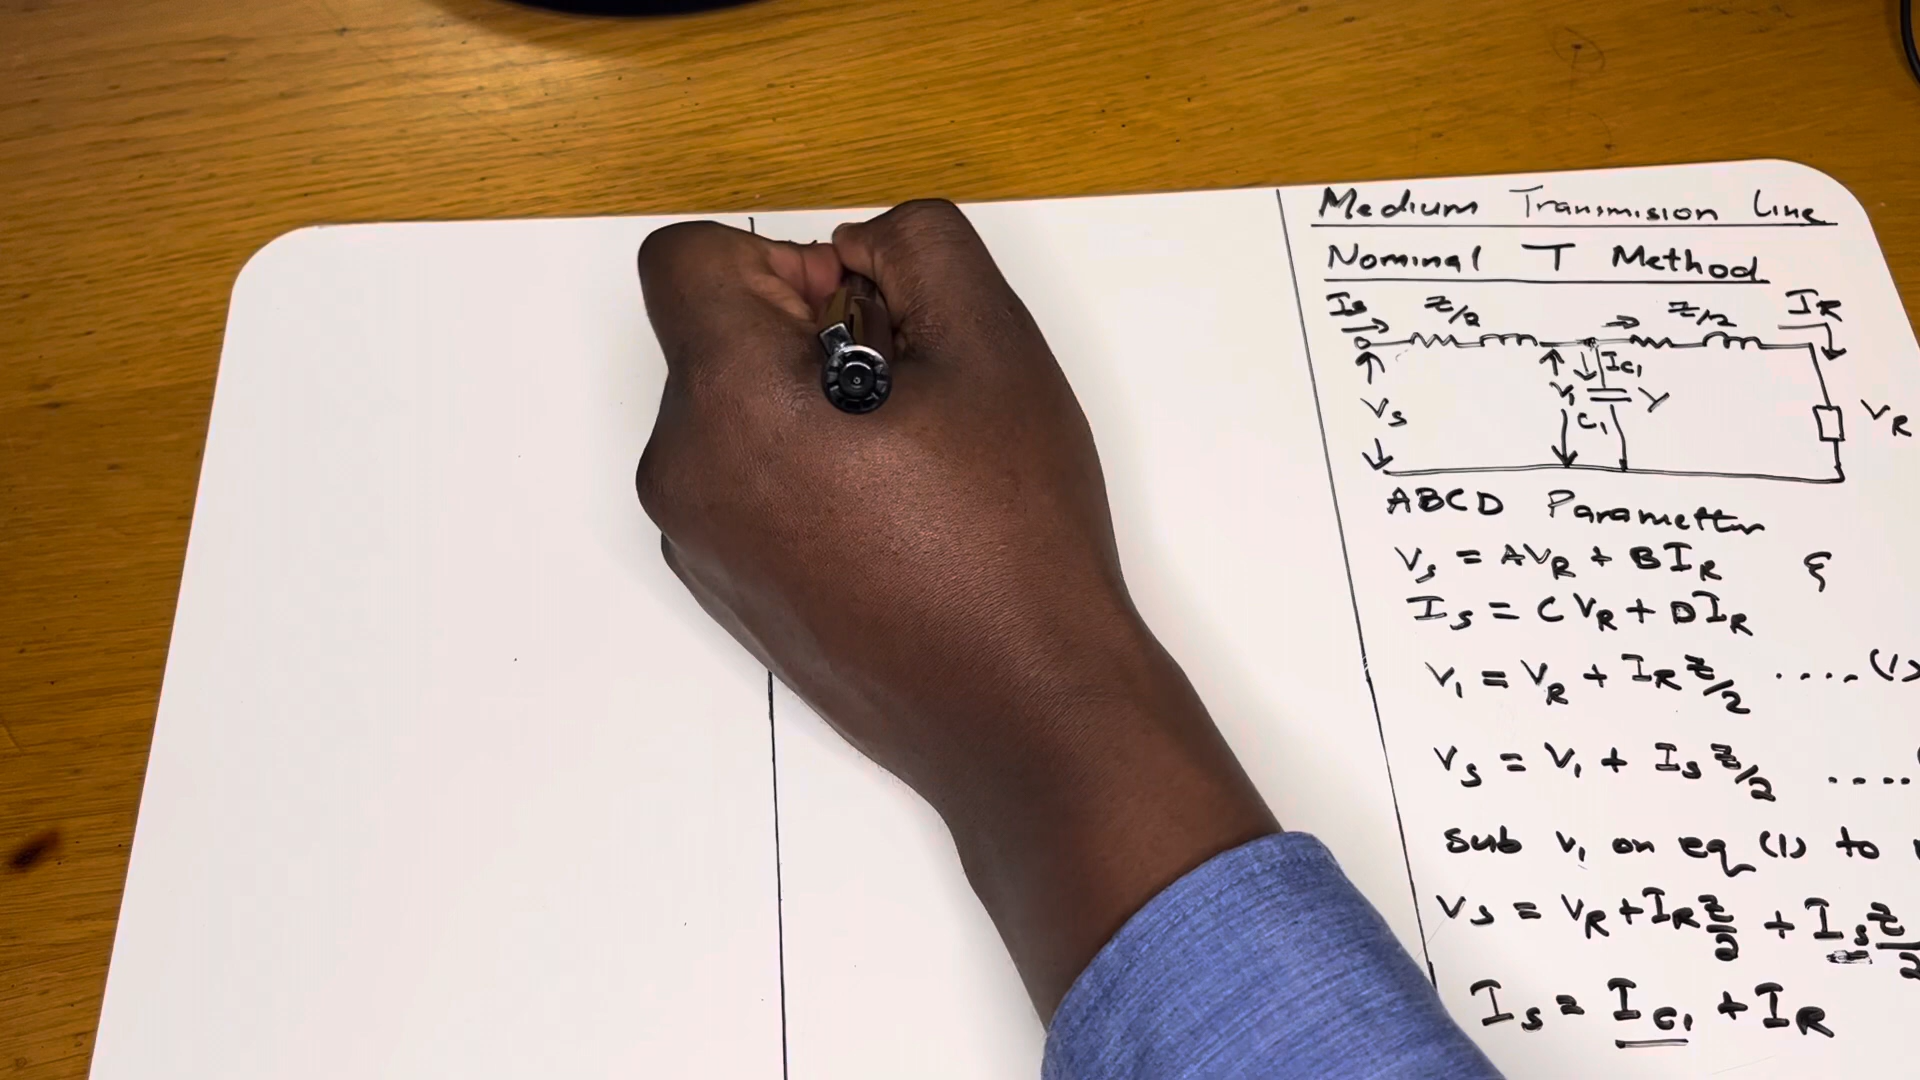 Medium Transmision Line
Nominal T Method
Is Z/2 Z/2 IR
Ic1
V1 Y
Vs C1 VR
ABCD Parametter
Vs = AVR + BIR &
Is = CVR + DIR
V1 = VR + IR Z/2 ....(1)
Vs = V1 + Is Z/2 ....
Sub V1 on eq (1) to
Vs = VR + IR Z/2 + Is Z/2
Is = Ic1 + IR